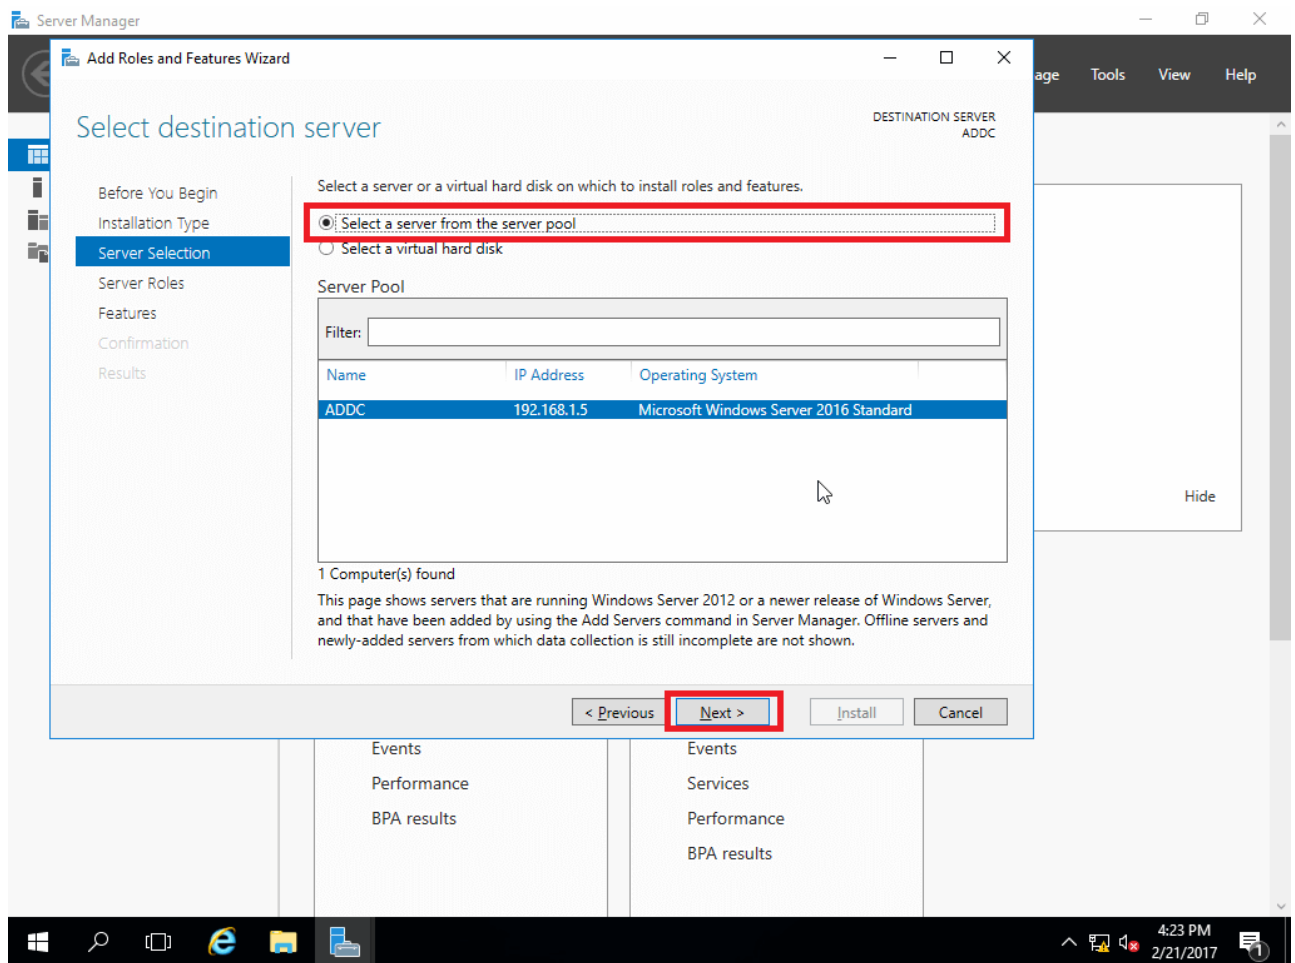 Server Manager
Add Roles and Features Wizard
age Tools View Help
Select destination server
DESTINATION SERVER
ADDC
Before You Begin
Installation Type
Server Selection
Server Roles
Features
Confirmation
Results
Select a server or a virtual hard disk on which to install roles and features.
Select a server from the server pool
Select a virtual hard disk
Server Pool
Filter:
Name IP Address Operating System
ADDC 192.168.1.5 Microsoft Windows Server 2016 Standard
Hide
1 Computer(s) found
This page shows servers that are running Windows Server 2012 or a newer release of Windows Server,
and that have been added by using the Add Servers command in Server Manager. Offline servers and
newly-added servers from which data collection is still incomplete are not shown.
< Previous Next > Install Cancel
Events
Performance
BPA results
Events
Services
Performance
BPA results
4:23 PM
2/21/2017
1